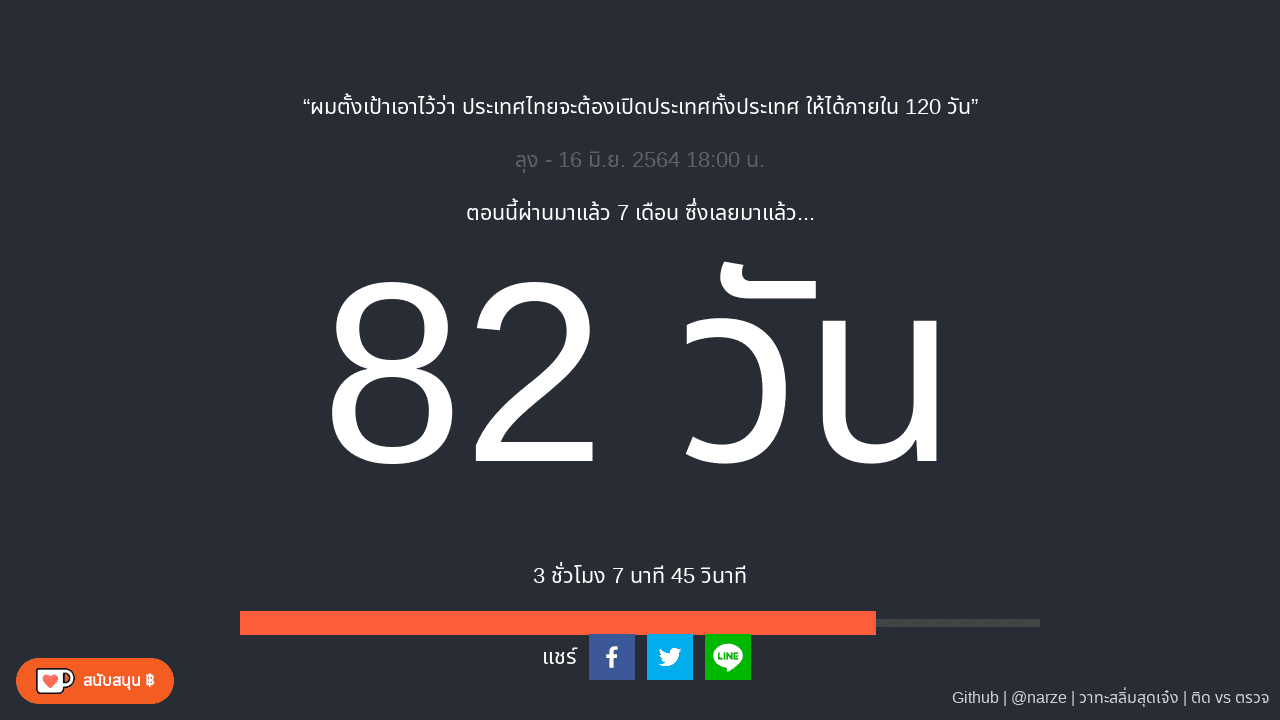 “ผมตั้งเป้าเอาไว้ว่า ประเทศไทยจะต้องเปิดประเทศทั้งประเทศ ให้ได้ภายใน 120 วัน”
ลุง - 16 มิ.ย. 2564 18:00 น.
ตอนนี้ผ่านมาแล้ว 7 เดือน ซึ่งเลยมาแล้ว...
82 วัน
3 ชั่วโมง 7 นาที 45 วินาที
แชร์
LINE
สนับสนุน ฿
Github | @narze | วาทะสลิ่มสุดเจ๋ง | ติด vs ตรวจ